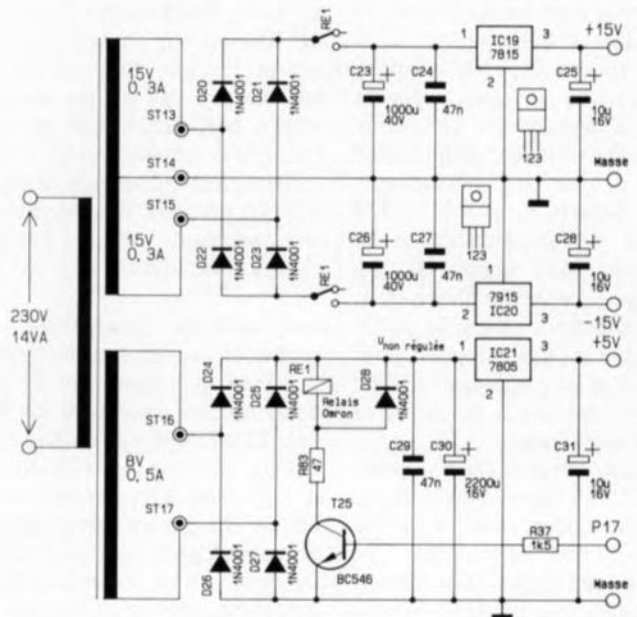 RE1
+15V
1
IC19
7815
3
2
15V
0,3A
D20
1N4001
D21
1N4001
C23
1000u
40V
C24
47n
C25
10u
16V
ST13
123
ST14
Masse
ST15
15V
0,3A
D22
1N4001
D23
1N4001
C26
1000u
40V
C27
47n
123
C28
10u
16V
RE1
1
7915
IC20
2
3
-15V
230V
14VA
U non régulée
1
IC21
7805
3
+5V
2
D24
1N4001
D25
1N4001
RE1
Relais
Omron
D28
1N4001
ST16
8V
0,5A
R83
47
C29
47n
C30
2200u
16V
C31
10u
16V
ST17
T25
R37
1k5
P17
D26
1N4001
D27
1N4001
BC546
Masse